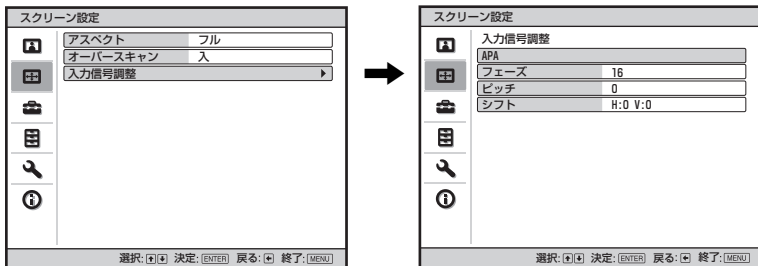 スクリーン設定
アスペクト フル
オーバースキャン 入
入力信号調整
選択: 決定: ENTER 戻る: 終了: MENU
スクリーン設定
入力信号調整
APA
フェーズ 16
ピッチ 0
シフト H:0 V:0
選択: 決定: ENTER 戻る: 終了: MENU